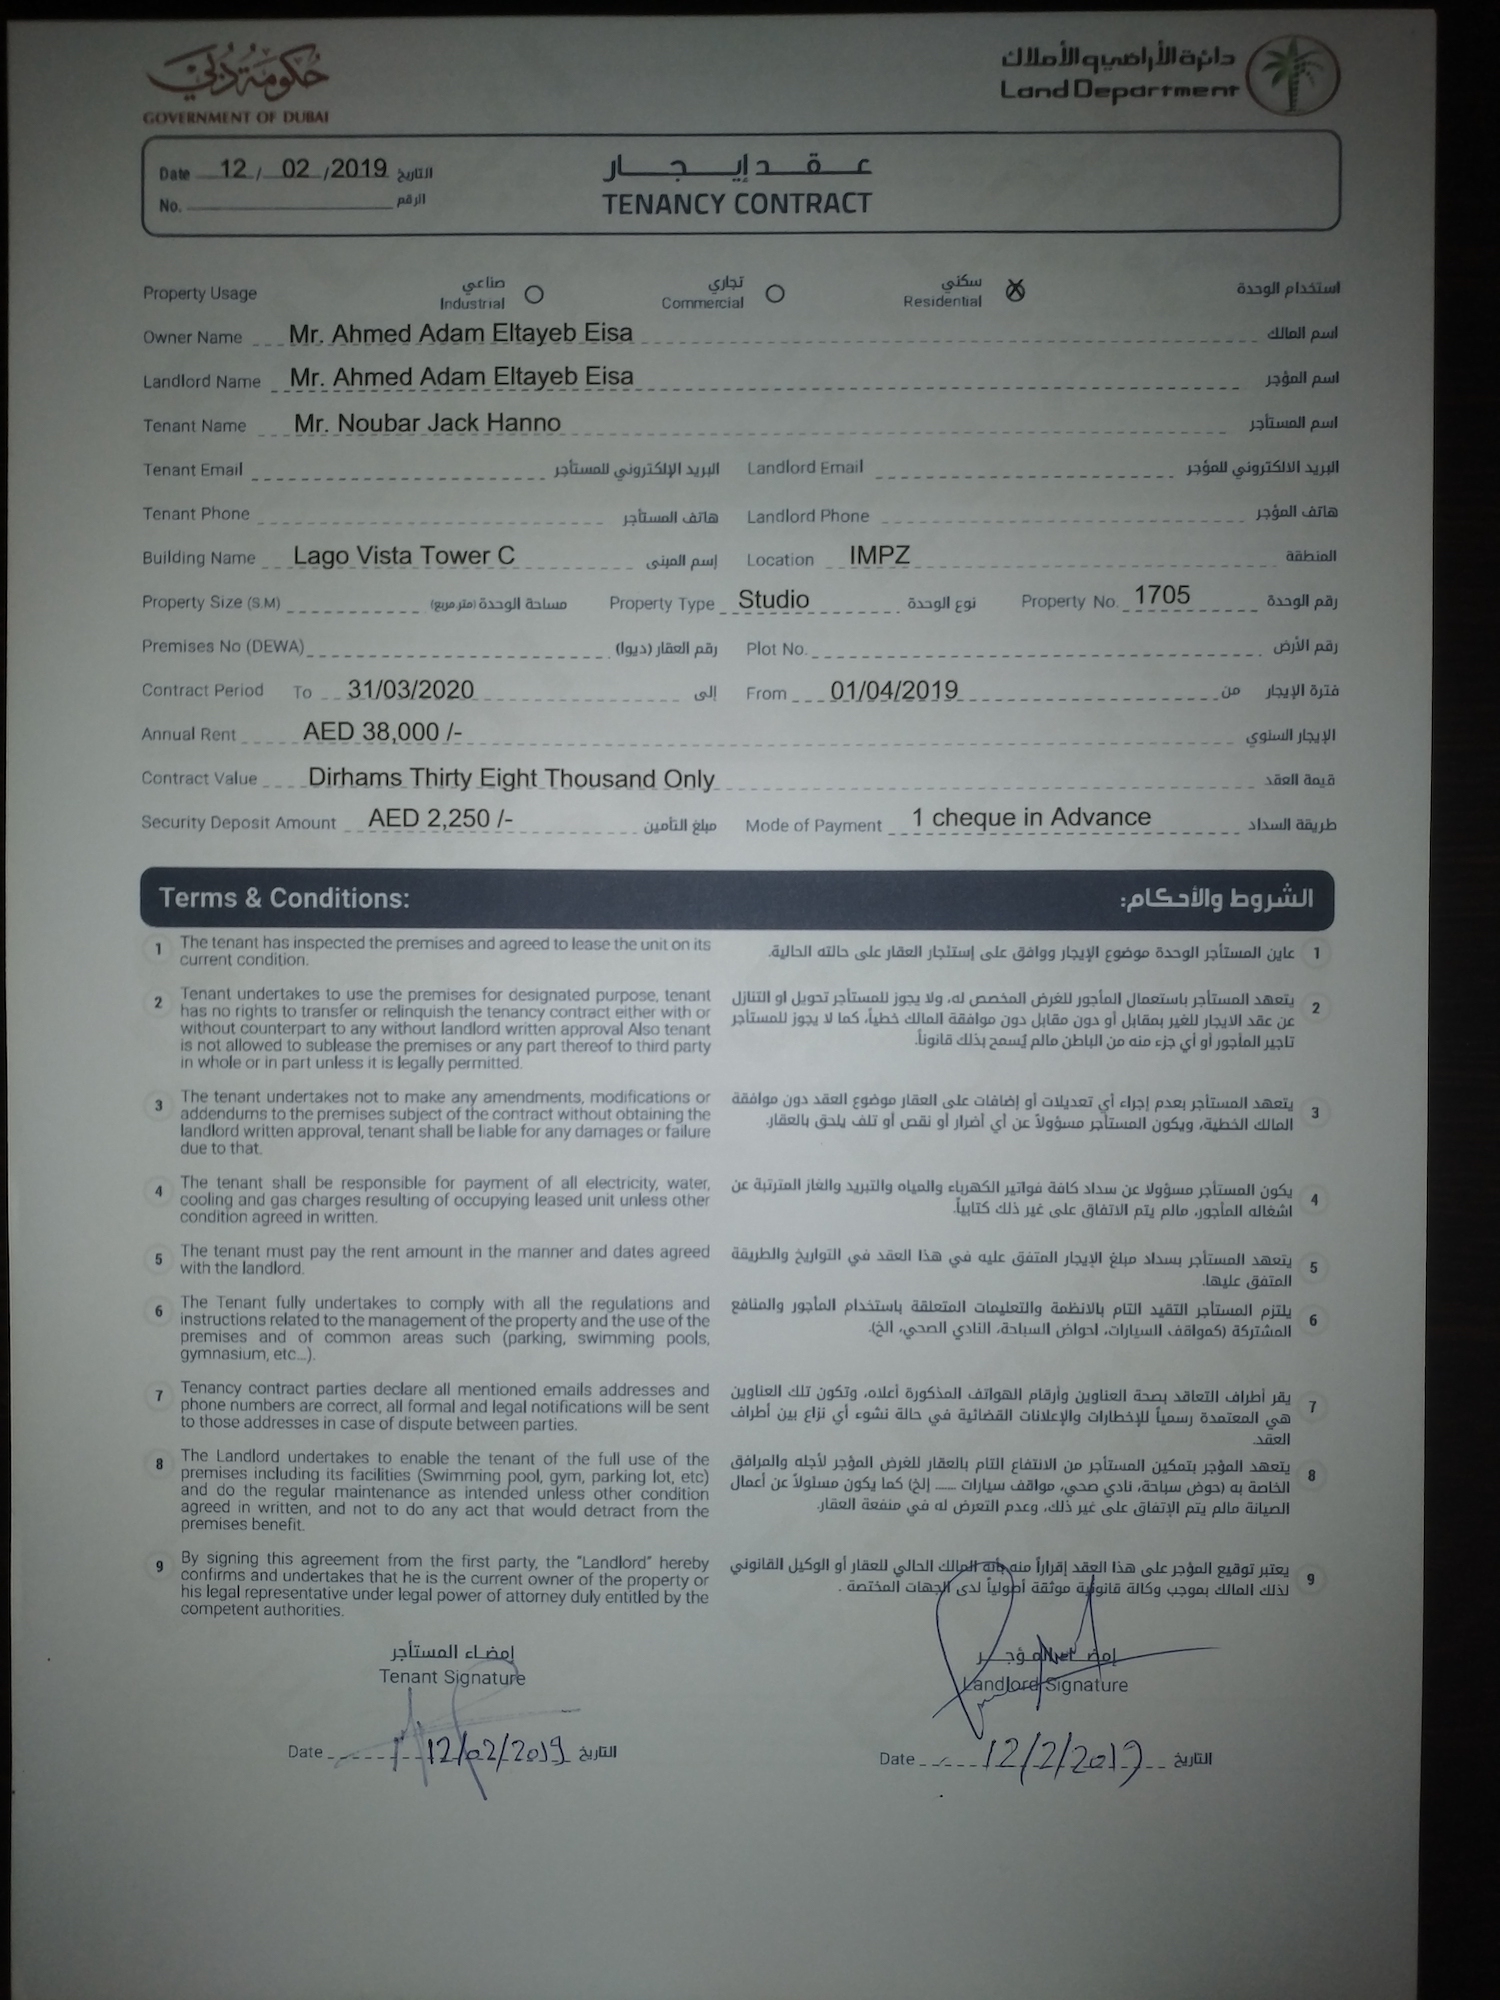 حكومة دبي
GOVERNMENT OF DUBAI
دائرة الأراضي والأملاك
Land Department
Date 12 / 02 / 2019 التاريخ
No. الرقم
عقد إيجار
TENANCY CONTRACT
Property Usage صناعي Industrial تجاري Commercial سكني Residential X استخدام الوحدة
Owner Name Mr. Ahmed Adam Eltayeb Eisa اسم المالك
Landlord Name Mr. Ahmed Adam Eltayeb Eisa اسم المؤجر
Tenant Name Mr. Noubar Jack Hanno اسم المستأجر
Tenant Email البريد الإلكتروني للمستأجر Landlord Email البريد الالكتروني للمؤجر
Tenant Phone هاتف المستأجر Landlord Phone هاتف المؤجر
Building Name Lago Vista Tower C إسم المبنى Location IMPZ المنطقة
Property Size (S.M) مساحة الوحدة (متر مربع) Property Type Studio نوع الوحدة Property No. 1705 رقم الوحدة
Premises No (DEWA) رقم العقار (ديوا) Plot No. رقم الأرض
Contract Period To 31/03/2020 إلى From 01/04/2019 من فترة الإيجار
Annual Rent AED 38,000 /- الإيجار السنوي
Contract Value Dirhams Thirty Eight Thousand Only قيمة العقد
Security Deposit Amount AED 2,250 /- مبلغ التأمين Mode of Payment 1 cheque in Advance طريقة السداد
Terms & Conditions: الشروط والأحكام:
1 The tenant has inspected the premises and agreed to lease the unit on its
current condition.
1 عاين المستأجر الوحدة موضوع الإيجار ووافق على إستئجار العقار على حالته الحالية.
2 Tenant undertakes to use the premises for designated purpose, tenant
has no rights to transfer or relinquish the tenancy contract either with or
without counterpart to any without landlord written approval Also tenant
is not allowed to sublease the premises or any part thereof to third party
in whole or in part unless it is legally permitted.
2 يتعهد المستأجر باستعمال المأجور للغرض المخصص له، ولا يجوز للمستأجر تحويل او التنازل
عن عقد الايجار للغير بمقابل أو دون مقابل دون موافقة المالك خطياً، كما لا يجوز للمستأجر
تاجير المأجور أو أي جزء منه من الباطن مالم يُسمح بذلك قانوناً.
3 The tenant undertakes not to make any amendments, modifications or
addendums to the premises subject of the contract without obtaining the
landlord written approval, tenant shall be liable for any damages or failure
due to that.
3 يتعهد المستأجر بعدم إجراء أي تعديلات أو إضافات على العقار موضوع العقد دون موافقة
المالك الخطية، ويكون المستأجر مسؤولاً عن أي أضرار أو نقص أو تلف يلحق بالعقار.
4 The tenant shall be responsible for payment of all electricity, water,
cooling and gas charges resulting of occupying leased unit unless other
condition agreed in written.
4 يكون المستأجر مسؤولا عن سداد كافة فواتير الكهرباء والمياه والتبريد والغاز المترتبة عن
اشغاله المأجور، مالم يتم الاتفاق على غير ذلك كتابياً.
5 The tenant must pay the rent amount in the manner and dates agreed
with the landlord.
5 يتعهد المستأجر بسداد مبلغ الإيجار المتفق عليه في هذا العقد في التواريخ والطريقة
المتفق عليها.
6 The Tenant fully undertakes to comply with all the regulations and
instructions related to the management of the property and the use of the
premises and of common areas such (parking, swimming pools,
gymnasium, etc...).
6 يلتزم المستأجر التقيد التام بالانظمة والتعليمات المتعلقة باستخدام المأجور والمنافع
المشتركة (كمواقف السيارات، احواض السباحة، النادي الصحي، الخ).
7 Tenancy contract parties declare all mentioned emails addresses and
phone numbers are correct, all formal and legal notifications will be sent
to those addresses in case of dispute between parties.
7 يقر أطراف التعاقد بصحة العناوين وأرقام الهواتف المذكورة أعلاه، وتكون تلك العناوين
هي المعتمدة رسمياً للإخطارات والإعلانات القضائية في حالة نشوء أي نزاع بين أطراف
العقد.
8 The Landlord undertakes to enable the tenant of the full use of the
premises including its facilities (Swimming pool, gym, parking lot, etc)
and do the regular maintenance as intended unless other condition
agreed in written, and not to do any act that would detract from the
premises benefit.
8 يتعهد المؤجر بتمكين المستأجر من الانتفاع التام بالعقار للغرض المؤجر لأجله والمرافق
الخاصة به (حوض سباحة، نادي صحي، مواقف سيارات ...... إلخ) كما يكون مسئولاً عن أعمال
الصيانة مالم يتم الإتفاق على غير ذلك، وعدم التعرض له في منفعة العقار.
9 By signing this agreement from the first party, the “Landlord” hereby
confirms and undertakes that he is the current owner of the property or
his legal representative under legal power of attorney duly entitled by the
competent authorities.
9 يعتبر توقيع المؤجر على هذا العقد إقراراً منه بأنه المالك الحالي للعقار أو الوكيل القانوني
لذلك المالك بموجب وكالة قانونية موثقة أصولياً لدى الجهات المختصة .
إمضاء المستأجر
Tenant Signature
Date 12/02/2019 التاريخ
إمضاء المؤجر
Landlord Signature
Date 12/2/2019 التاريخ